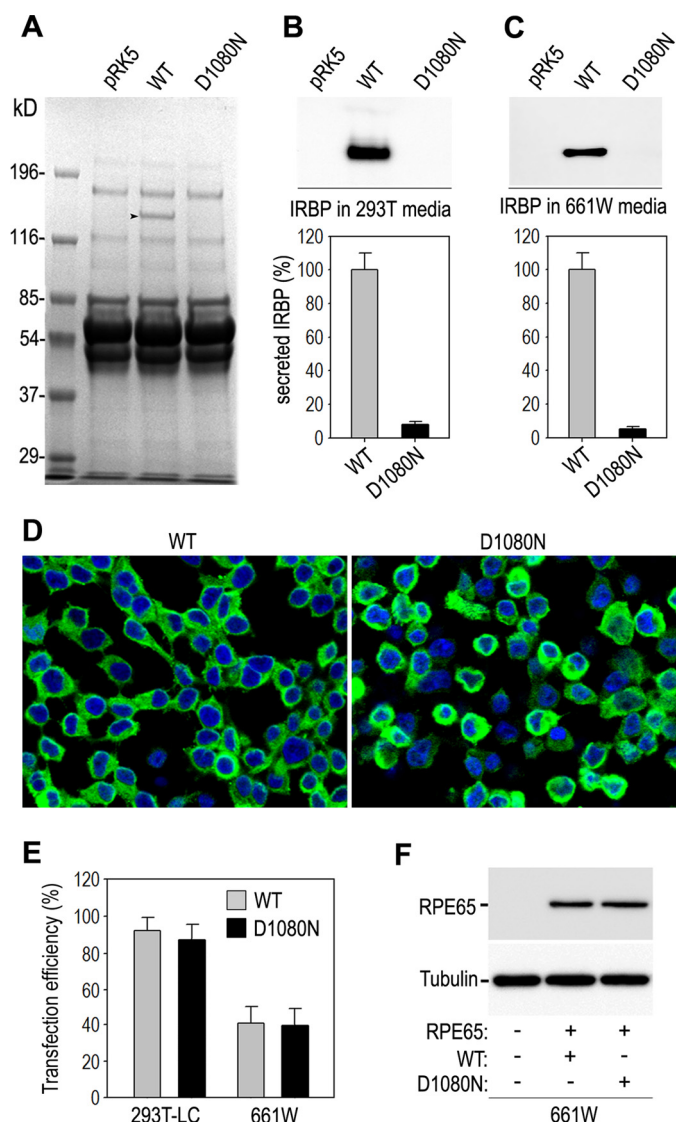 A
pRK5 WT D1080N
kD
196-
116-
85-
54-
37-
29-
B
pRK5 WT D1080N
IRBP in 293T media
secreted IRBP (%)
120
100
80
60
40
20
0
WT D1080N
C
pRK5 WT D1080N
IRBP in 661W media
120
100
80
60
40
20
0
WT D1080N
D
WT D1080N
E
Transfection efficiency (%)
120
100
80
60
40
20
0
WT
D1080N
293T-LC 661W
F
RPE65
Tubulin
RPE65: - + +
WT: - + -
D1080N: - - +
661W